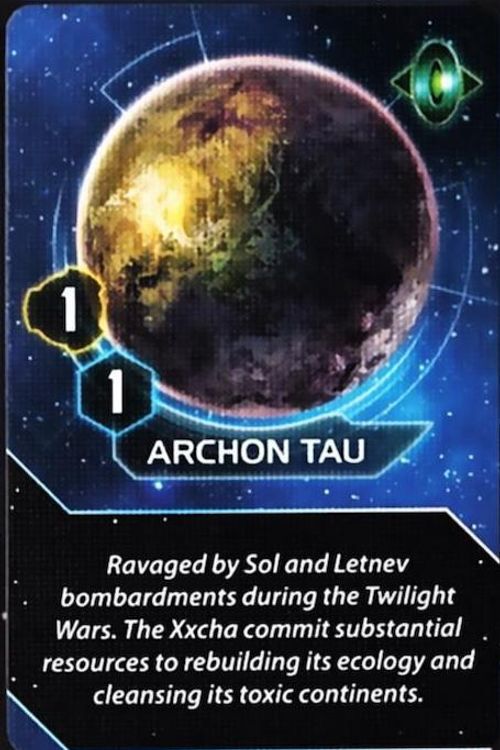 1
1
ARCHON TAU
Ravaged by Sol and Letnev
bombardments during the Twilight
Wars. The Xxcha commit substantial
resources to rebuilding its ecology and
cleansing its toxic continents.